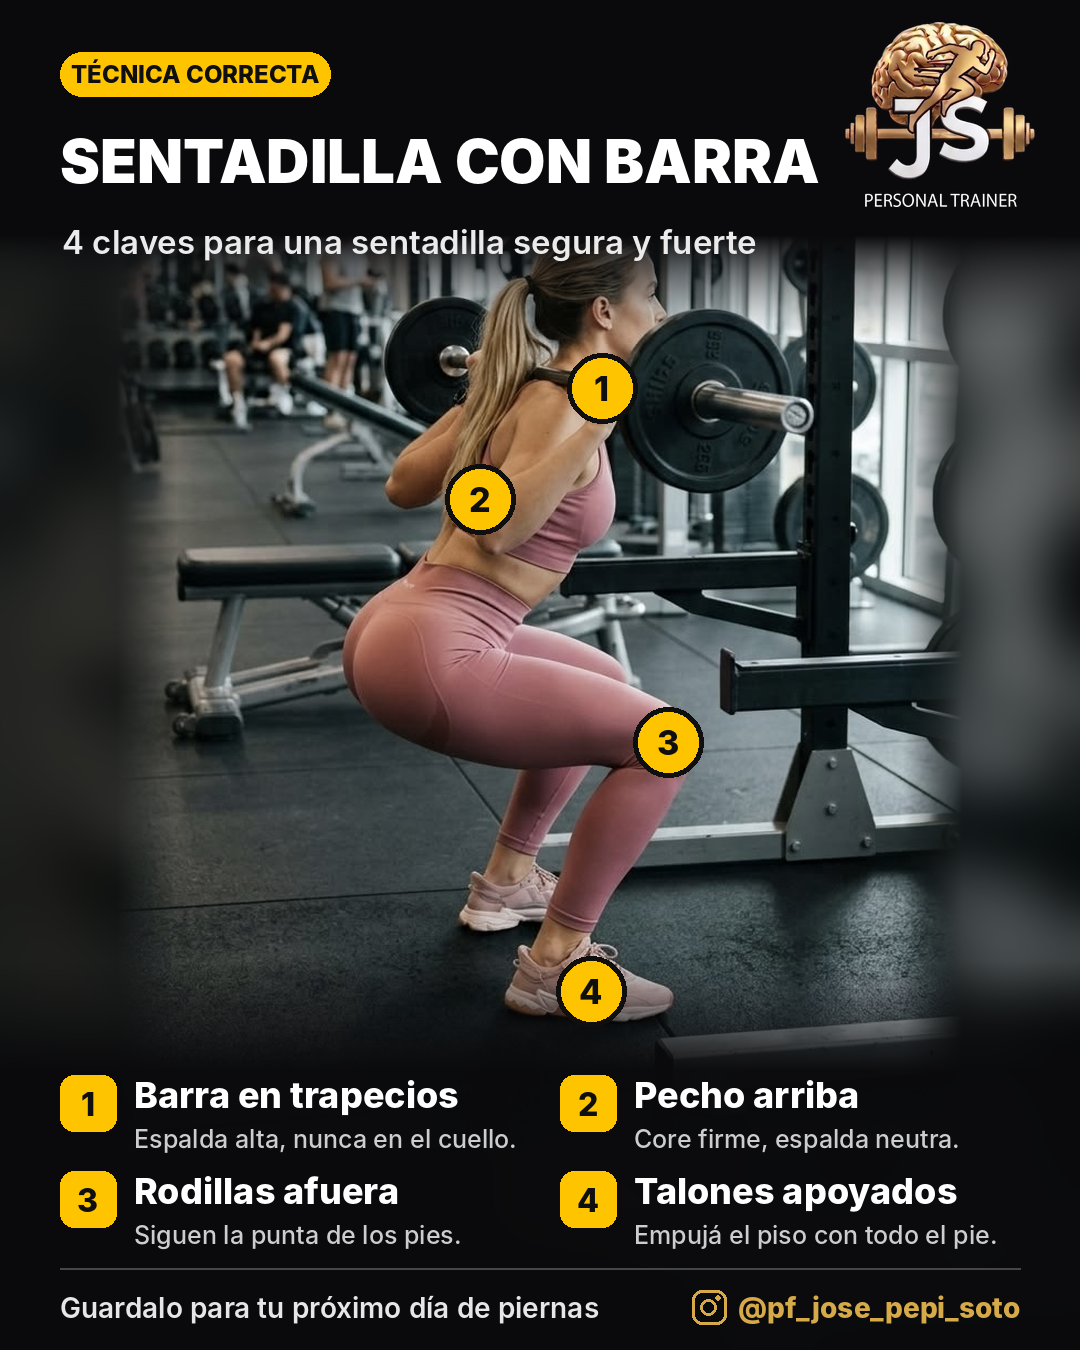 TÉCNICA CORRECTA
SENTADILLA CON BARRA
JS
PERSONAL TRAINER
4 claves para una sentadilla segura y fuerte
1
2
3
4
1 Barra en trapecios
Espalda alta, nunca en el cuello.
2 Pecho arriba
Core firme, espalda neutra.
3 Rodillas afuera
Siguen la punta de los pies.
4 Talones apoyados
Empujá el piso con todo el pie.
Guardalo para tu próximo día de piernas
@pf_jose_pepi_soto